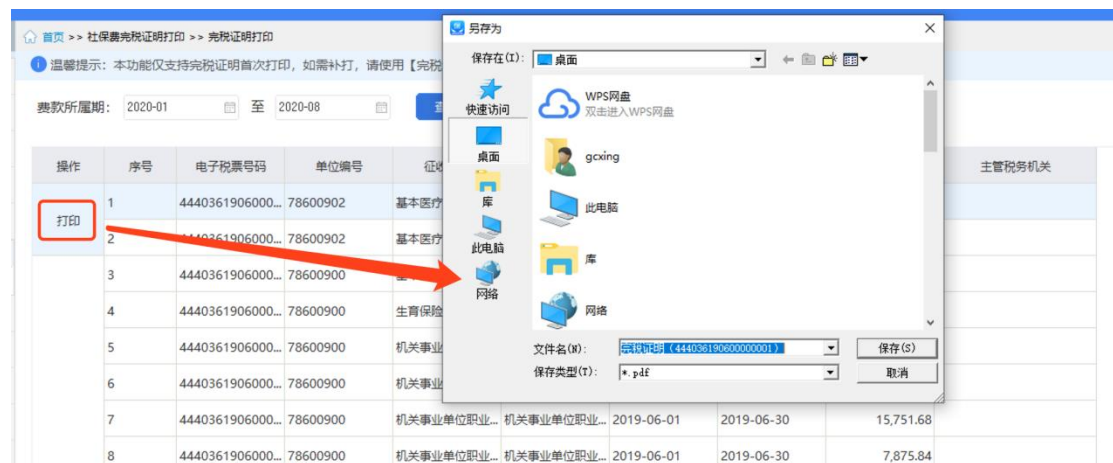 首页 >> 社保费完税证明打印 >> 完税证明打印
温馨提示：本功能仅支持完税证明首次打印，如需补打，请使用【完税
费款所属期： 2020-01 至 2020-08
操作 序号 电子税票号码 单位编号 主管税务机关
打印
1 4440361906000... 78600902 基本医疗
2 4440361906000... 78600902 基本医疗
3 4440361906000... 78600900
4 4440361906000... 78600900 生育保险
5 4440361906000... 78600900 机关事业
6 4440361906000... 78600900 机关事业
7 4440361906000... 78600900 机关事业单位职业... 机关事业单位职业... 2019-06-01 2019-06-30 15,751.68
8 4440361906000... 78600900 机关事业单位职业... 机关事业单位职业... 2019-06-01 2019-06-30 7,875.84
另存为
保存在(I): 桌面
快速访问
桌面
库
此电脑
网络
WPS网盘
双击进入WPS网盘
gcxing
此电脑
库
网络
文件名(N): 完税证明（444036190600000001） 保存(S)
保存类型(T): *.pdf 取消